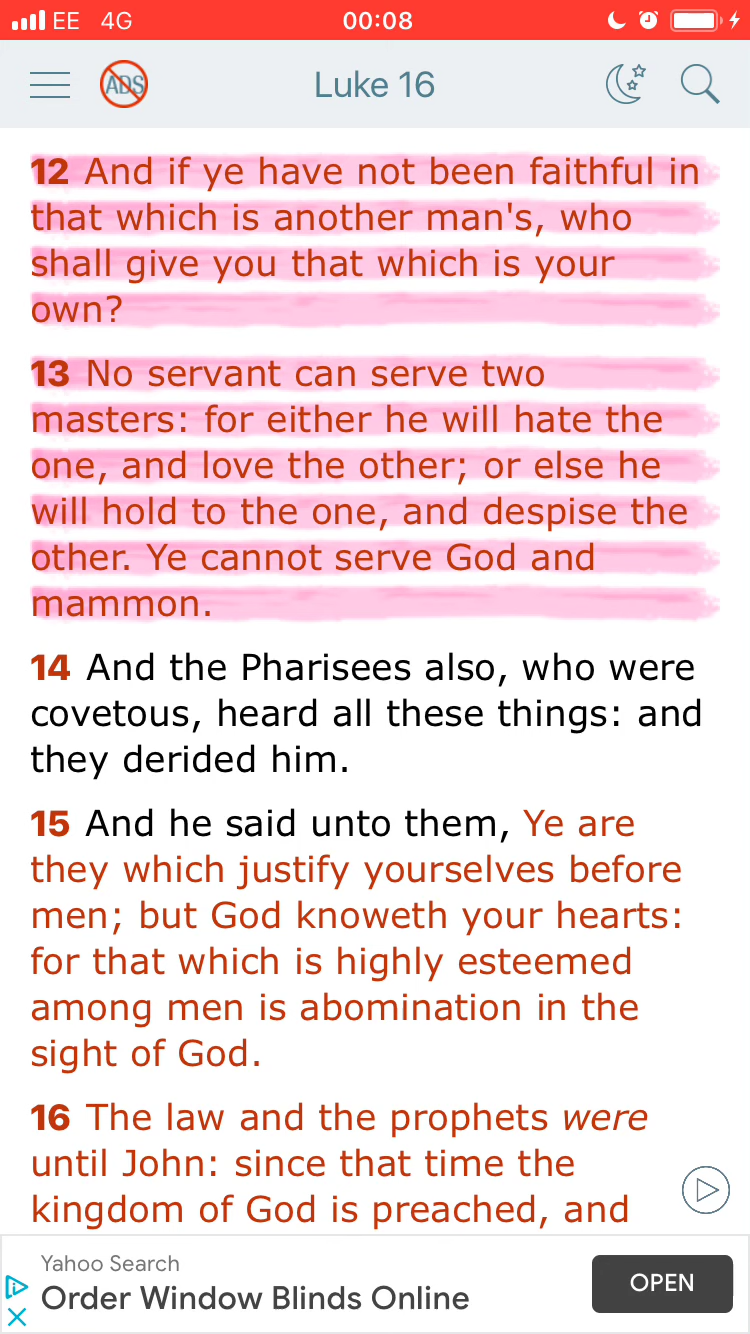 EE 4G 00:08
ADS Luke 16
12 And if ye have not been faithful in
that which is another man's, who
shall give you that which is your
own?
13 No servant can serve two
masters: for either he will hate the
one, and love the other; or else he
will hold to the one, and despise the
other. Ye cannot serve God and
mammon.
14 And the Pharisees also, who were
covetous, heard all these things: and
they derided him.
15 And he said unto them, Ye are
they which justify yourselves before
men; but God knoweth your hearts:
for that which is highly esteemed
among men is abomination in the
sight of God.
16 The law and the prophets were
until John: since that time the
kingdom of God is preached, and
Yahoo Search
Order Window Blinds Online
OPEN